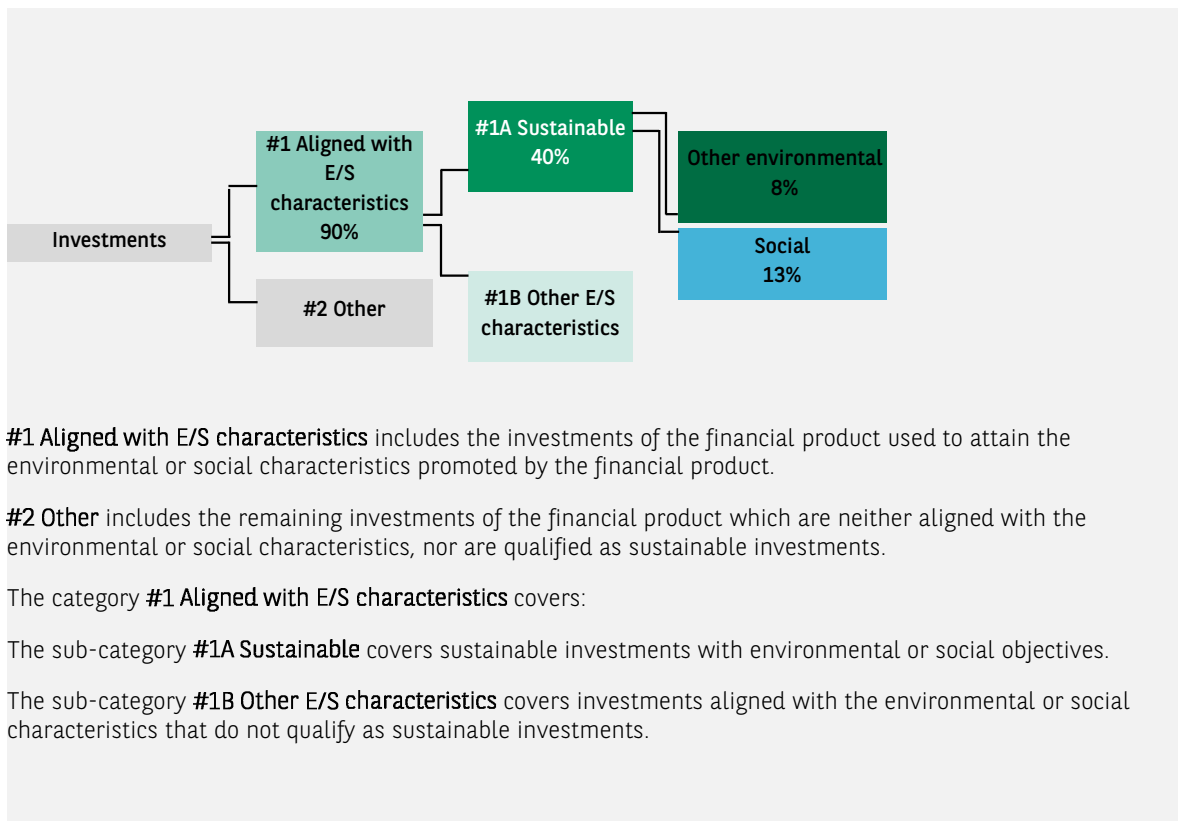 Investments
#1 Aligned with
E/S
characteristics
90%
#2 Other
#1A Sustainable
40%
#1B Other E/S
characteristics
Other environmental
8%
Social
13%
#1 Aligned with E/S characteristics includes the investments of the financial product used to attain the
environmental or social characteristics promoted by the financial product.
#2 Other includes the remaining investments of the financial product which are neither aligned with the
environmental or social characteristics, nor are qualified as sustainable investments.
The category #1 Aligned with E/S characteristics covers:
The sub-category #1A Sustainable covers sustainable investments with environmental or social objectives.
The sub-category #1B Other E/S characteristics covers investments aligned with the environmental or social
characteristics that do not qualify as sustainable investments.